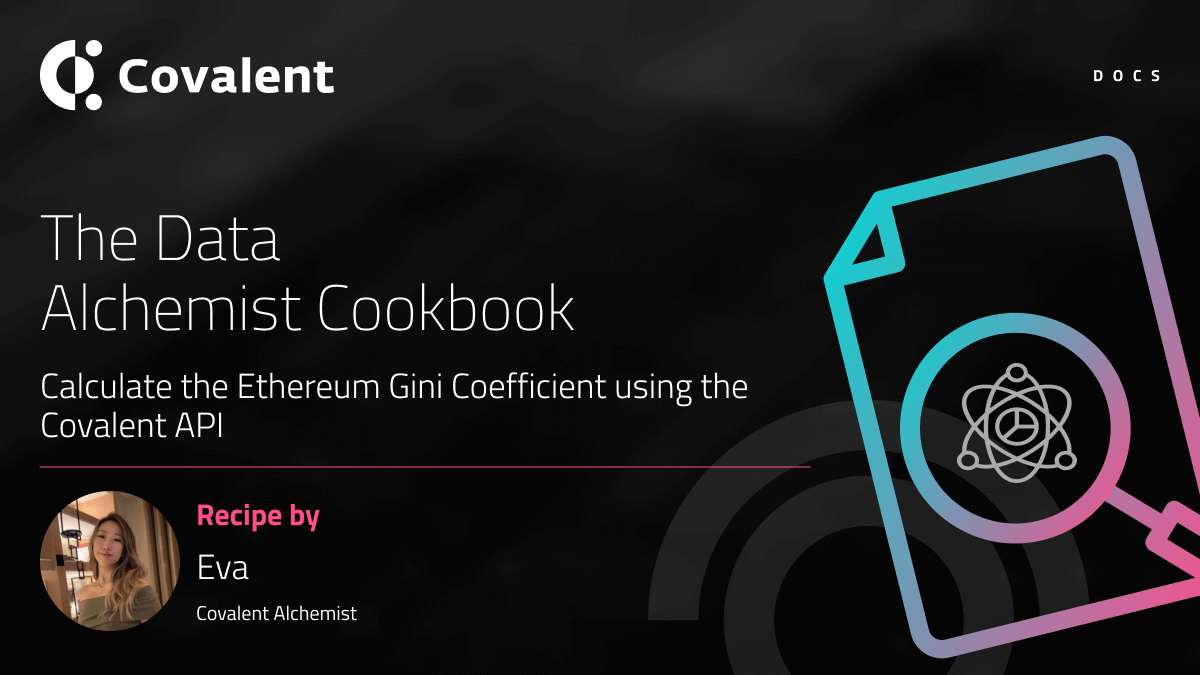 Covalent
DOCS
The Data
Alchemist Cookbook
Calculate the Ethereum Gini Coefficient using the
Covalent API
Recipe by
Eva
Covalent Alchemist